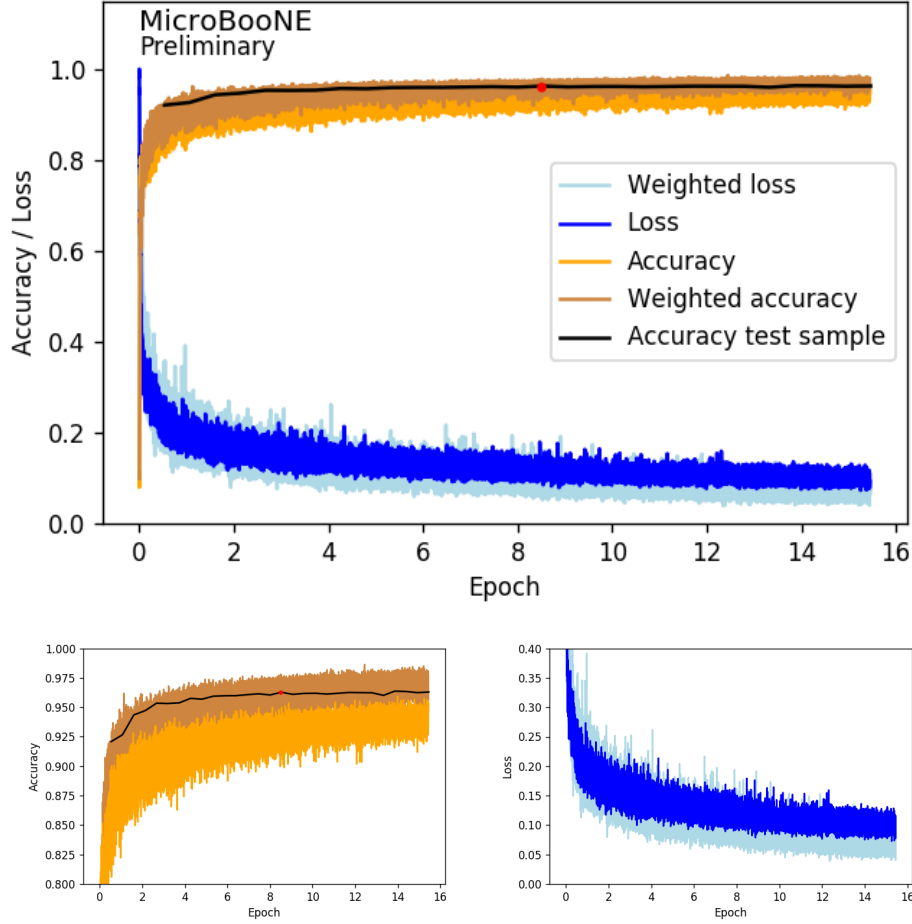 MicroBooNE
Preliminary
1.0
0.8
0.6
0.4
0.2
0.0
Accuracy / Loss
Weighted loss
Loss
Accuracy
Weighted accuracy
Accuracy test sample
0 2 4 6 8 10 12 14 16
Epoch
1.000
0.975
0.950
0.925
0.900
0.875
0.850
0.825
0.800
Accuracy
0 2 4 6 8 10 12 14 16
Epoch
0.40
0.35
0.30
0.25
0.20
0.15
0.10
0.05
0.00
Loss
0 2 4 6 8 10 12 14 16
Epoch